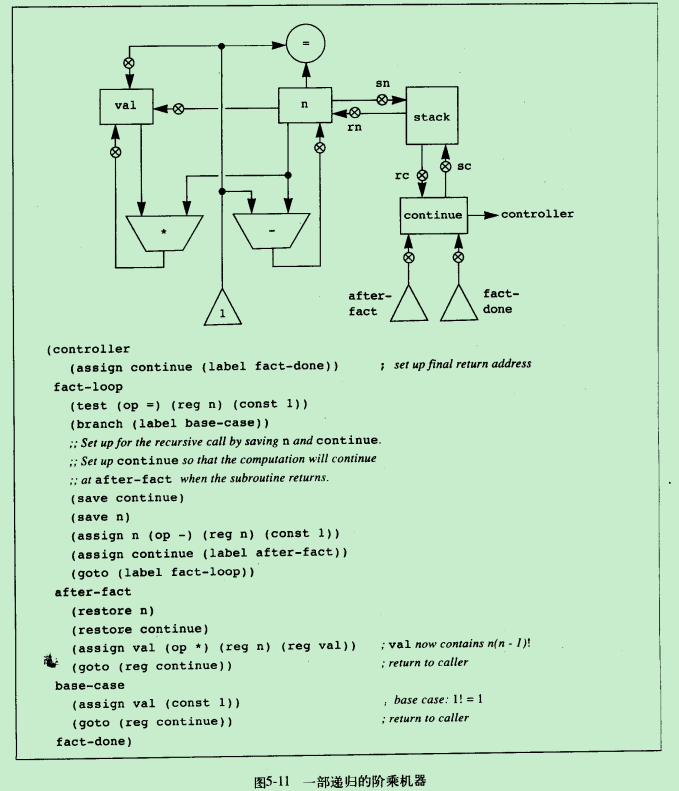 =
val
n
sn
rn
stack
rc
sc
continue
controller
*
-
1
after-
fact
fact-
done
(controller
(assign continue (label fact-done)) ; set up final return address
fact-loop
(test (op =) (reg n) (const 1))
(branch (label base-case))
;; Set up for the recursive call by saving n and continue.
;; Set up continue so that the computation will continue
;; at after-fact when the subroutine returns.
(save continue)
(save n)
(assign n (op -) (reg n) (const 1))
(assign continue (label after-fact))
(goto (label fact-loop))
after-fact
(restore n)
(restore continue)
(assign val (op *) (reg n) (reg val)) ; val now contains n(n - 1)!
(goto (reg continue)) ; return to caller
base-case
(assign val (const 1)) ; base case: 1! = 1
(goto (reg continue)) ; return to caller
fact-done)
图5-11 一部递归的阶乘机器